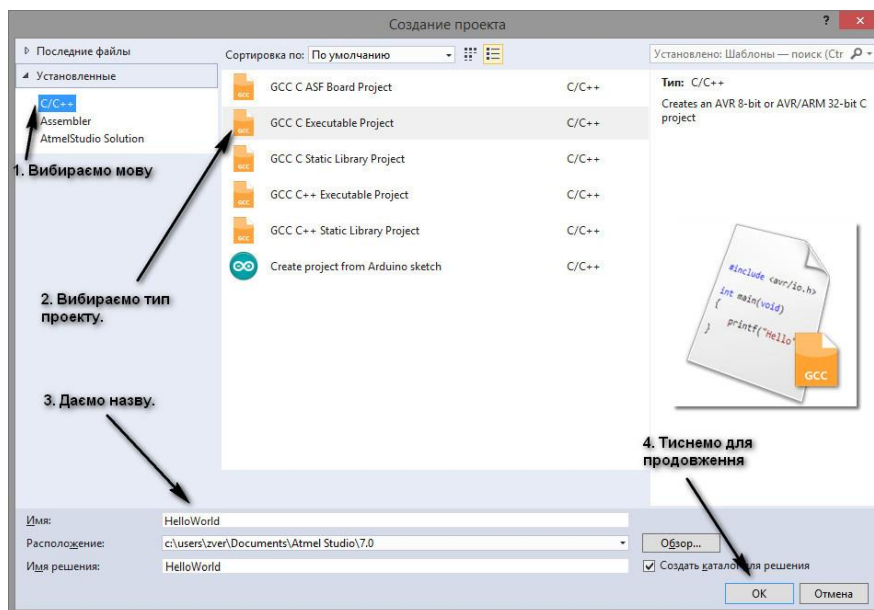 Создание проекта
Последние файлы
Установленные
C/C++
Assembler
AtmelStudio Solution
1. Вибираємо мову
2. Вибираємо тип
проекту.
3. Даємо назву.
Сортировка по: По умолчанию
GCC C ASF Board Project C/C++
GCC C Executable Project C/C++
GCC C Static Library Project C/C++
GCC C++ Executable Project C/C++
GCC C++ Static Library Project C/C++
Create project from Arduino sketch C/C++
Установлено: Шаблоны — поиск (Ctr
Тип: C/C++
Creates an AVR 8-bit or AVR/ARM 32-bit C
project
#include <avr/io.h>
int main(void)
{
printf("Hello"
}
GCC
4. Тиснемо для
продовження
Имя: HelloWorld
Расположение: c:\users\zver\Documents\Atmel Studio\7.0
Обзор...
Имя решения: HelloWorld
Создать каталог для решения
OK Отмена